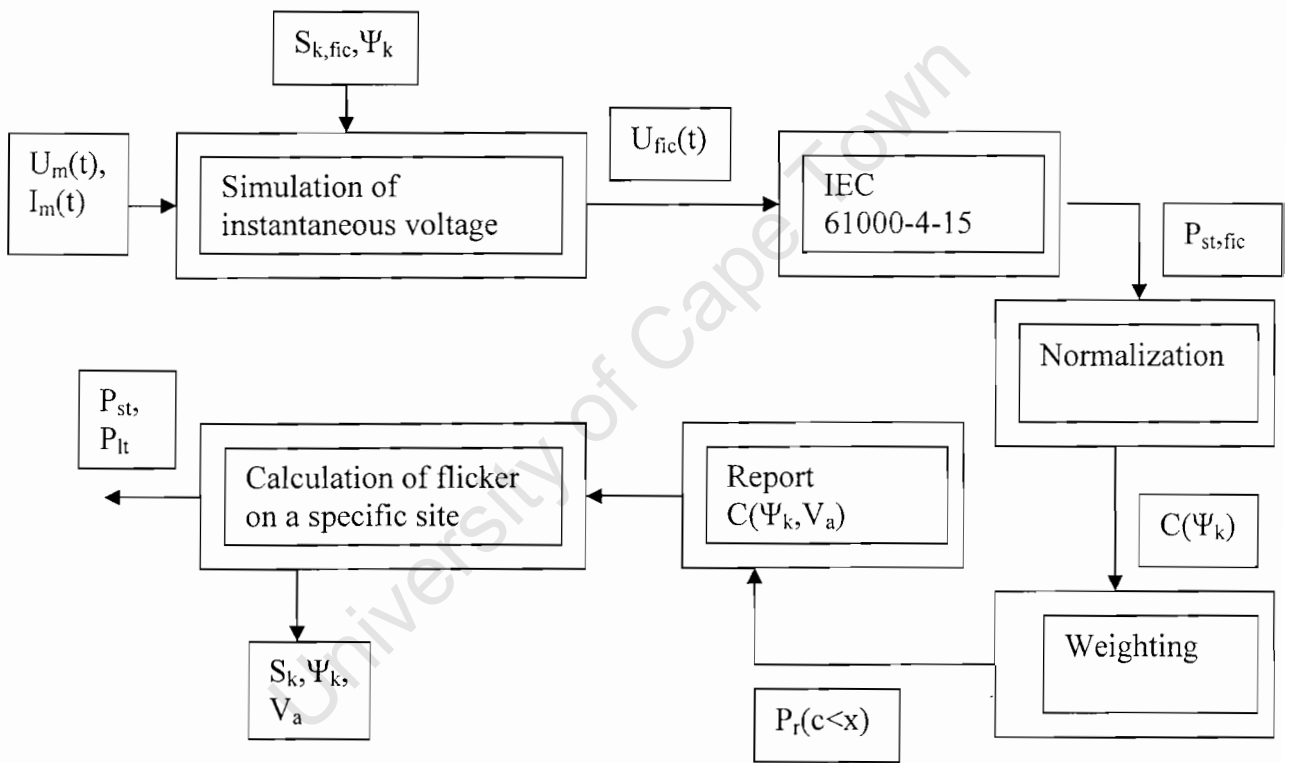 S_k,fic,Ψ_k
U_m(t),
I_m(t)
Simulation of
instantaneous voltage
U_fic(t)
IEC
61000-4-15
P_st,fic
Normalization
C(Ψ_k)
Weighting
P_r(c<x)
Report
C(Ψ_k,V_a)
Calculation of flicker
on a specific site
P_st,
P_lt
S_k,Ψ_k,
V_a
University of Cape Town